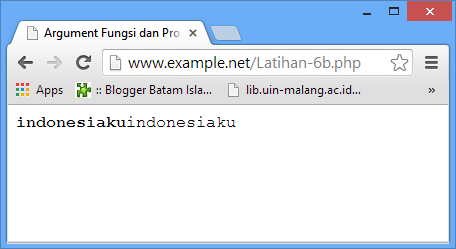 Argument Fungsi dan Pro
www.example.net/Latihan-6b.php
Apps :: Blogger Batam Isla... lib.uin-malang.ac.id... »
indonesiakuindonesiaku